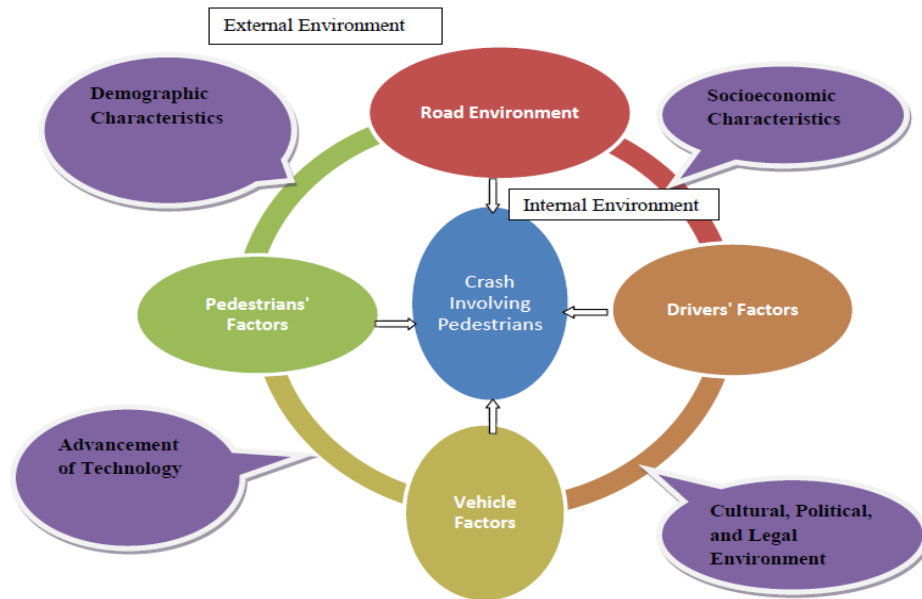 External Environment
Demographic
Characteristics
Road Environment
Socioeconomic
Characteristics
Internal Environment
Crash
Involving
Pedestrians
Pedestrians'
Factors
Drivers' Factors
Advancement
of Technology
Vehicle
Factors
Cultural, Political,
and Legal
Environment